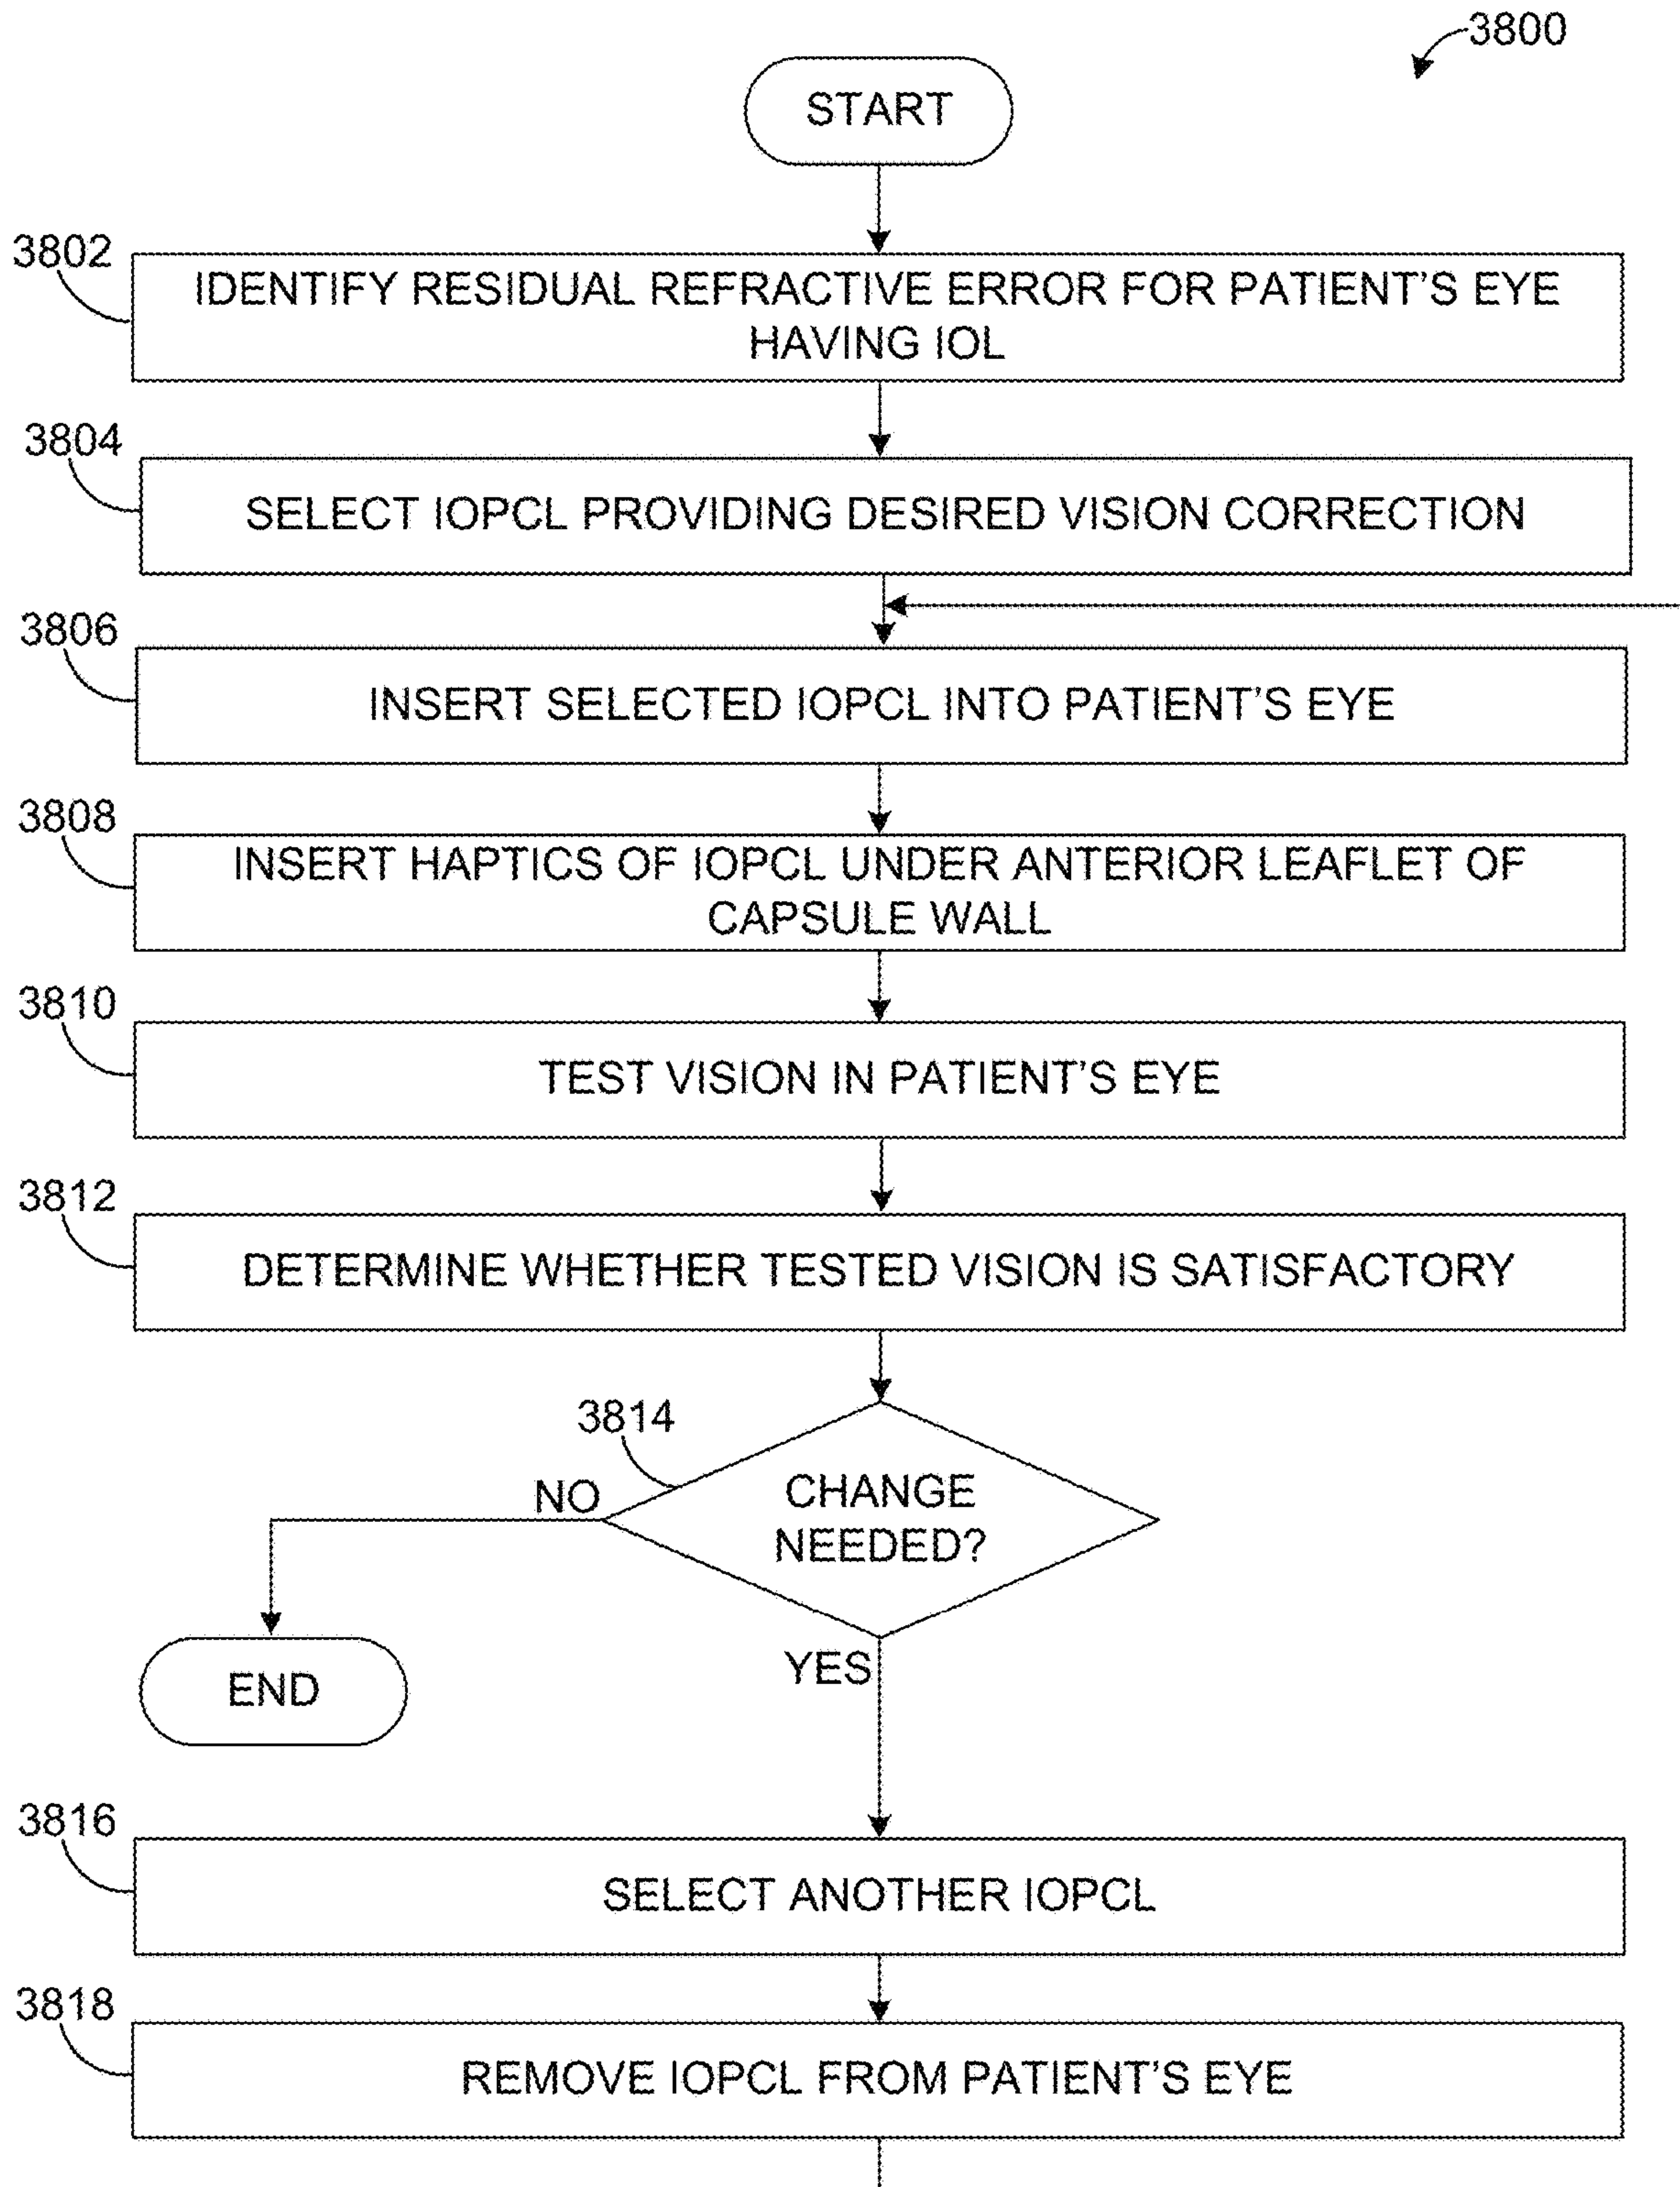 3800
START
3802
IDENTIFY RESIDUAL REFRACTIVE ERROR FOR PATIENT'S EYE
HAVING IOL
3804
SELECT IOPCL PROVIDING DESIRED VISION CORRECTION
3806
INSERT SELECTED IOPCL INTO PATIENT'S EYE
3808
INSERT HAPTICS OF IOPCL UNDER ANTERIOR LEAFLET OF
CAPSULE WALL
3810
TEST VISION IN PATIENT'S EYE
3812
DETERMINE WHETHER TESTED VISION IS SATISFACTORY
3814
NO
CHANGE
NEEDED?
YES
END
3816
SELECT ANOTHER IOPCL
3818
REMOVE IOPCL FROM PATIENT'S EYE